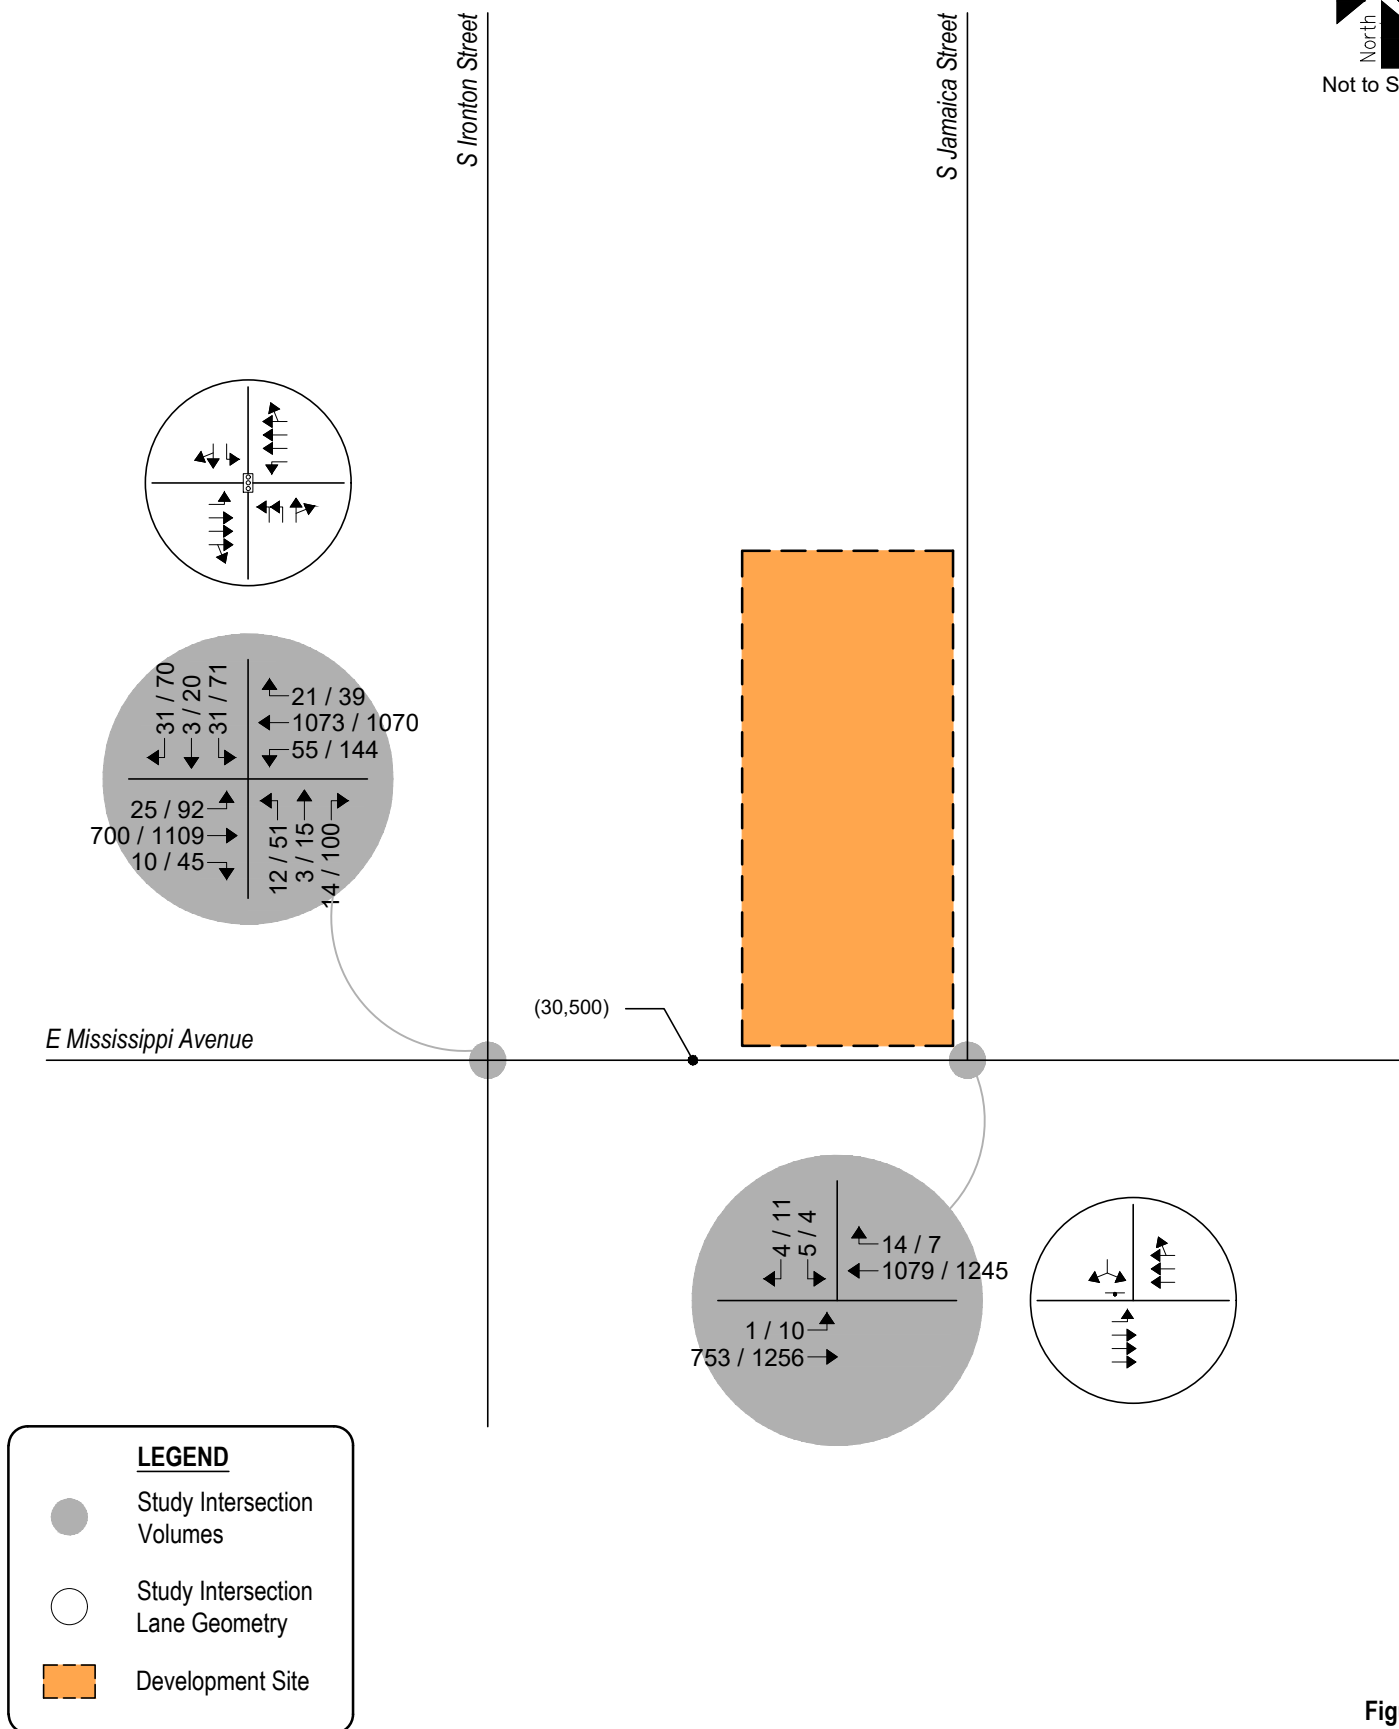 S Ironton Street
S Jamaica Street
North
Not to S
31 / 70
3 / 20
31 / 71
21 / 39
1073 / 1070
55 / 144
25 / 92
700 / 1109
10 / 45
12 / 51
3 / 15
14 / 100
(30,500)
E Mississippi Avenue
4 / 11
5 / 4
14 / 7
1079 / 1245
1 / 10
753 / 1256
LEGEND
Study Intersection
Volumes
Study Intersection
Lane Geometry
Development Site
Fig